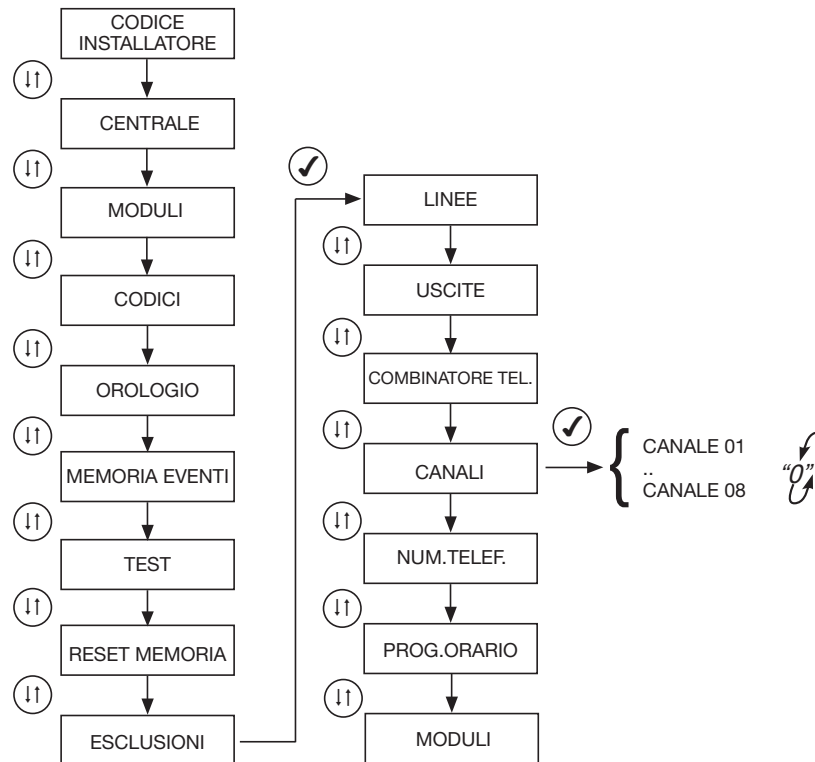 CODICE
INSTALLATORE
CENTRALE
MODULI
CODICI
OROLOGIO
MEMORIA EVENTI
TEST
RESET MEMORIA
ESCLUSIONI
LINEE
USCITE
COMBINATORE TEL.
CANALI
NUM.TELEF.
PROG.ORARIO
MODULI
CANALE 01
..
CANALE 08
“0”